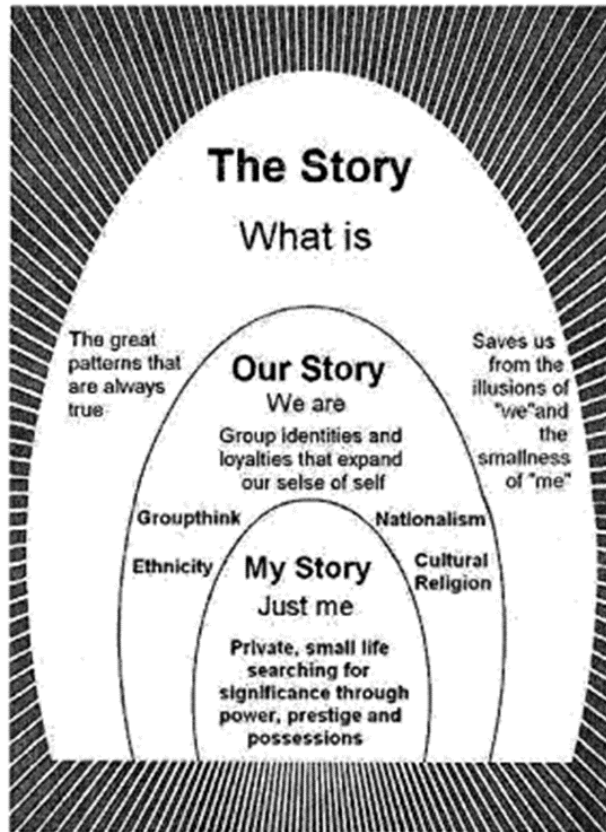 The Story
What is
The great
patterns that
are always
true
Saves us
from the
illusions of
"we"and
the
smallness
of "me"
Our Story
We are
Group identities and
loyalties that expand
our selse of self
Groupthink
Nationalism
Ethnicity
Cultural
Religion
My Story
Just me
Private, small life
searching for
significance through
power, prestige and
possessions